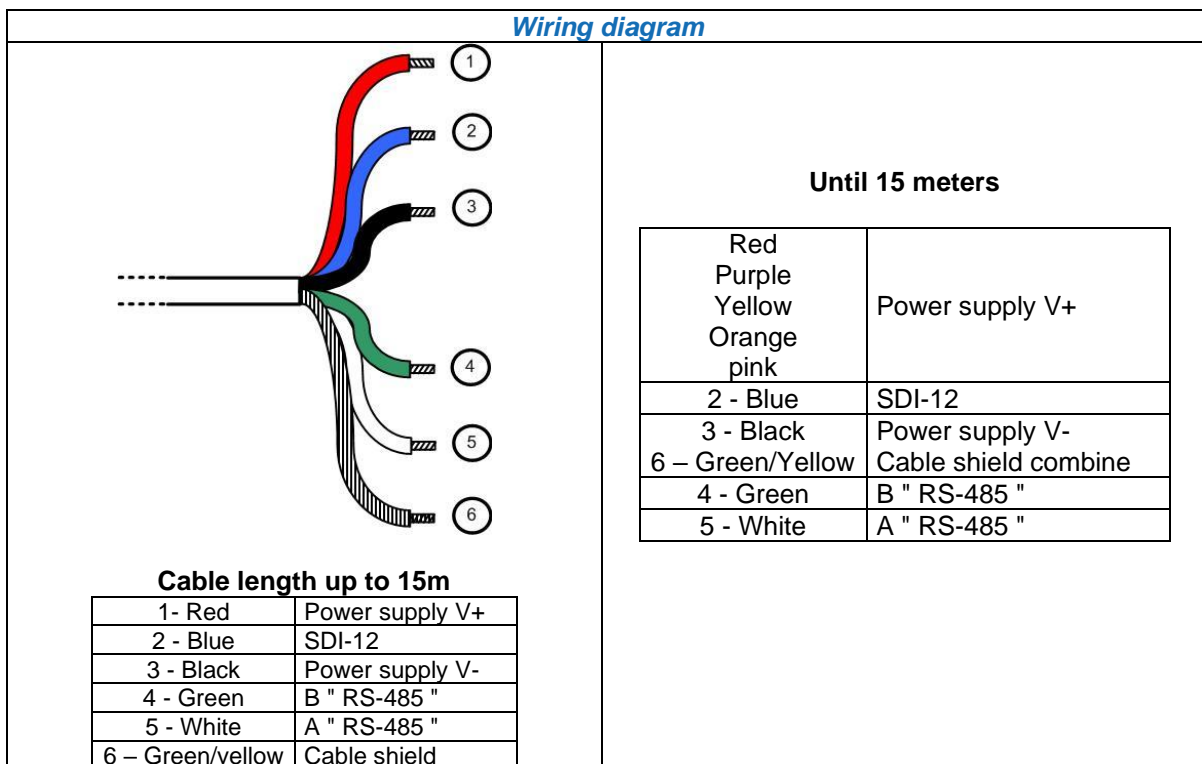 Wiring diagram
1
2
3
4
5
6
Cable length up to 15m
1- Red Power supply V+
2 - Blue SDI-12
3 - Black Power supply V-
4 - Green B " RS-485 "
5 - White A " RS-485 "
6 – Green/yellow Cable shield
Until 15 meters
Red
Purple
Yellow Power supply V+
Orange
pink
2 - Blue SDI-12
3 - Black Power supply V-
6 – Green/Yellow Cable shield combine
4 - Green B " RS-485 "
5 - White A " RS-485 "